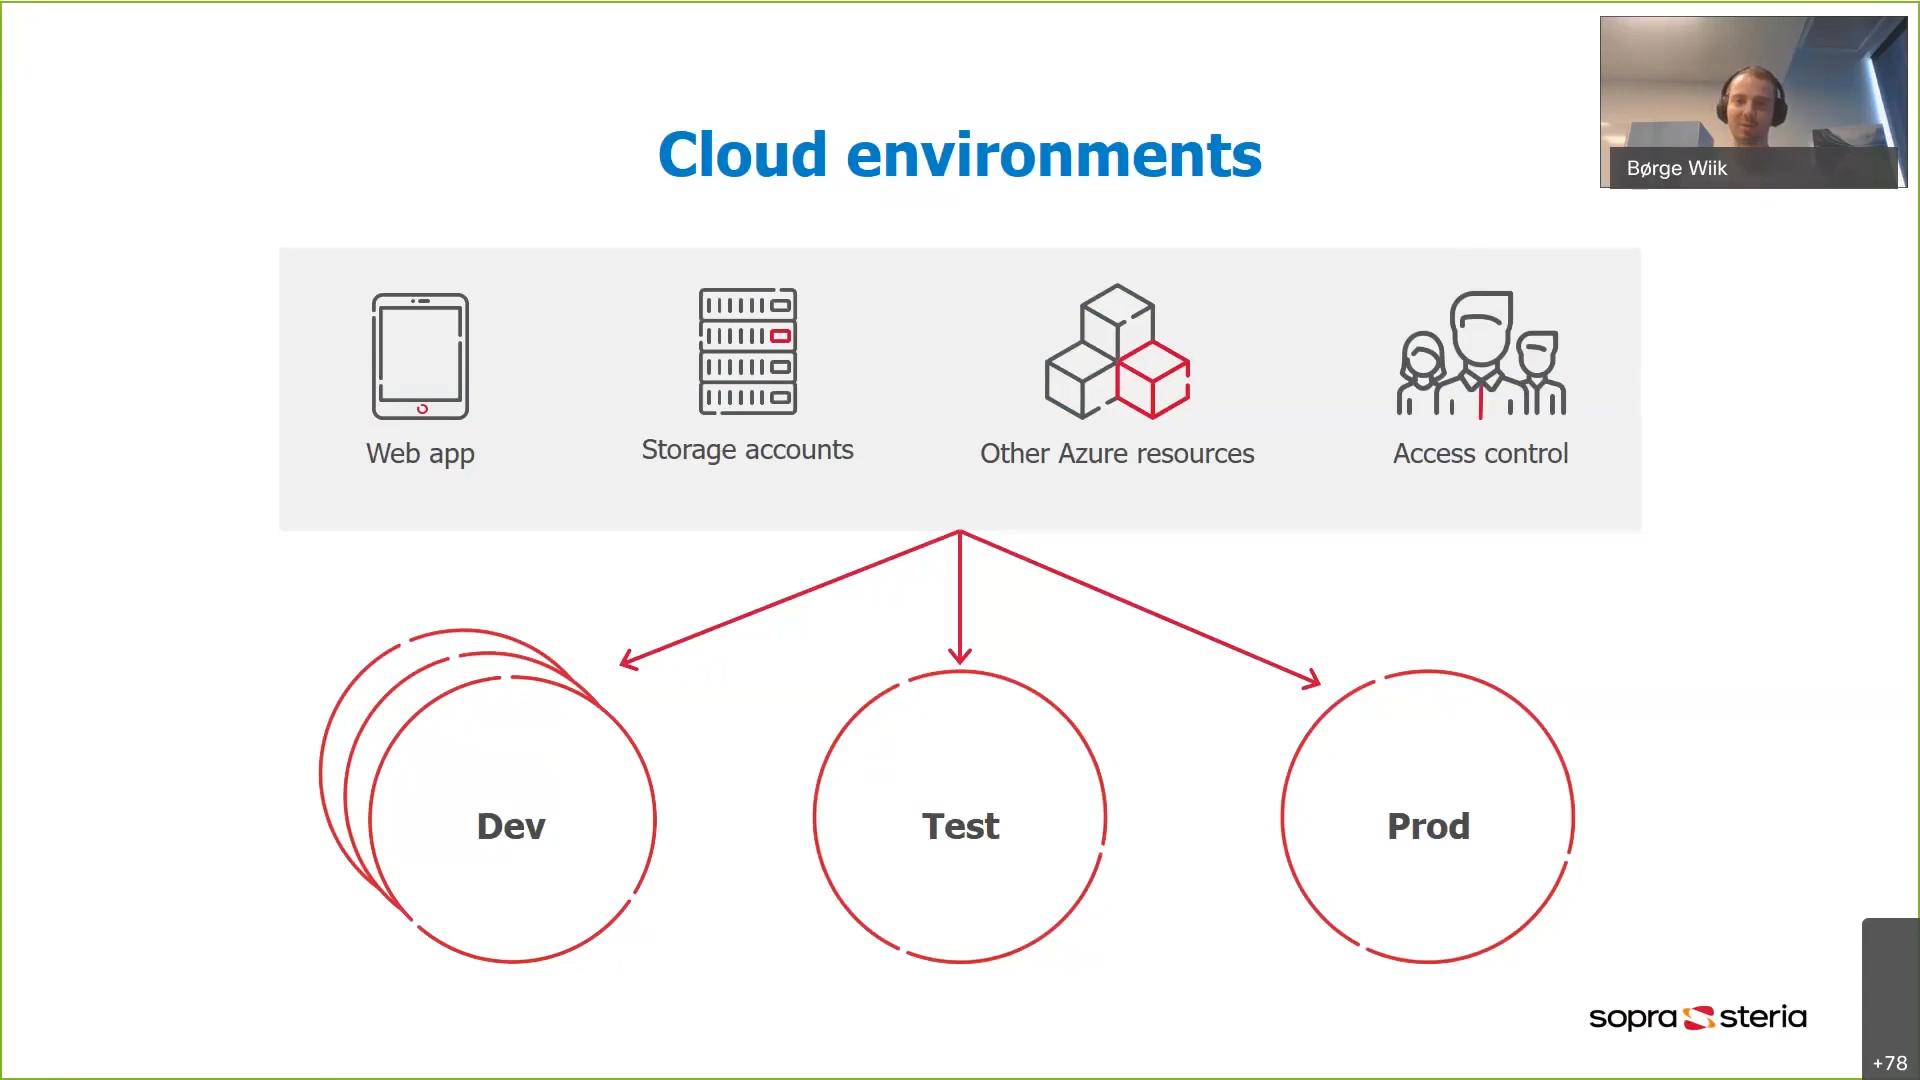 Cloud environments
Børge Wiik
Web app
Storage accounts
Other Azure resources
Access control
Dev
Test
Prod
sopra steria
+78